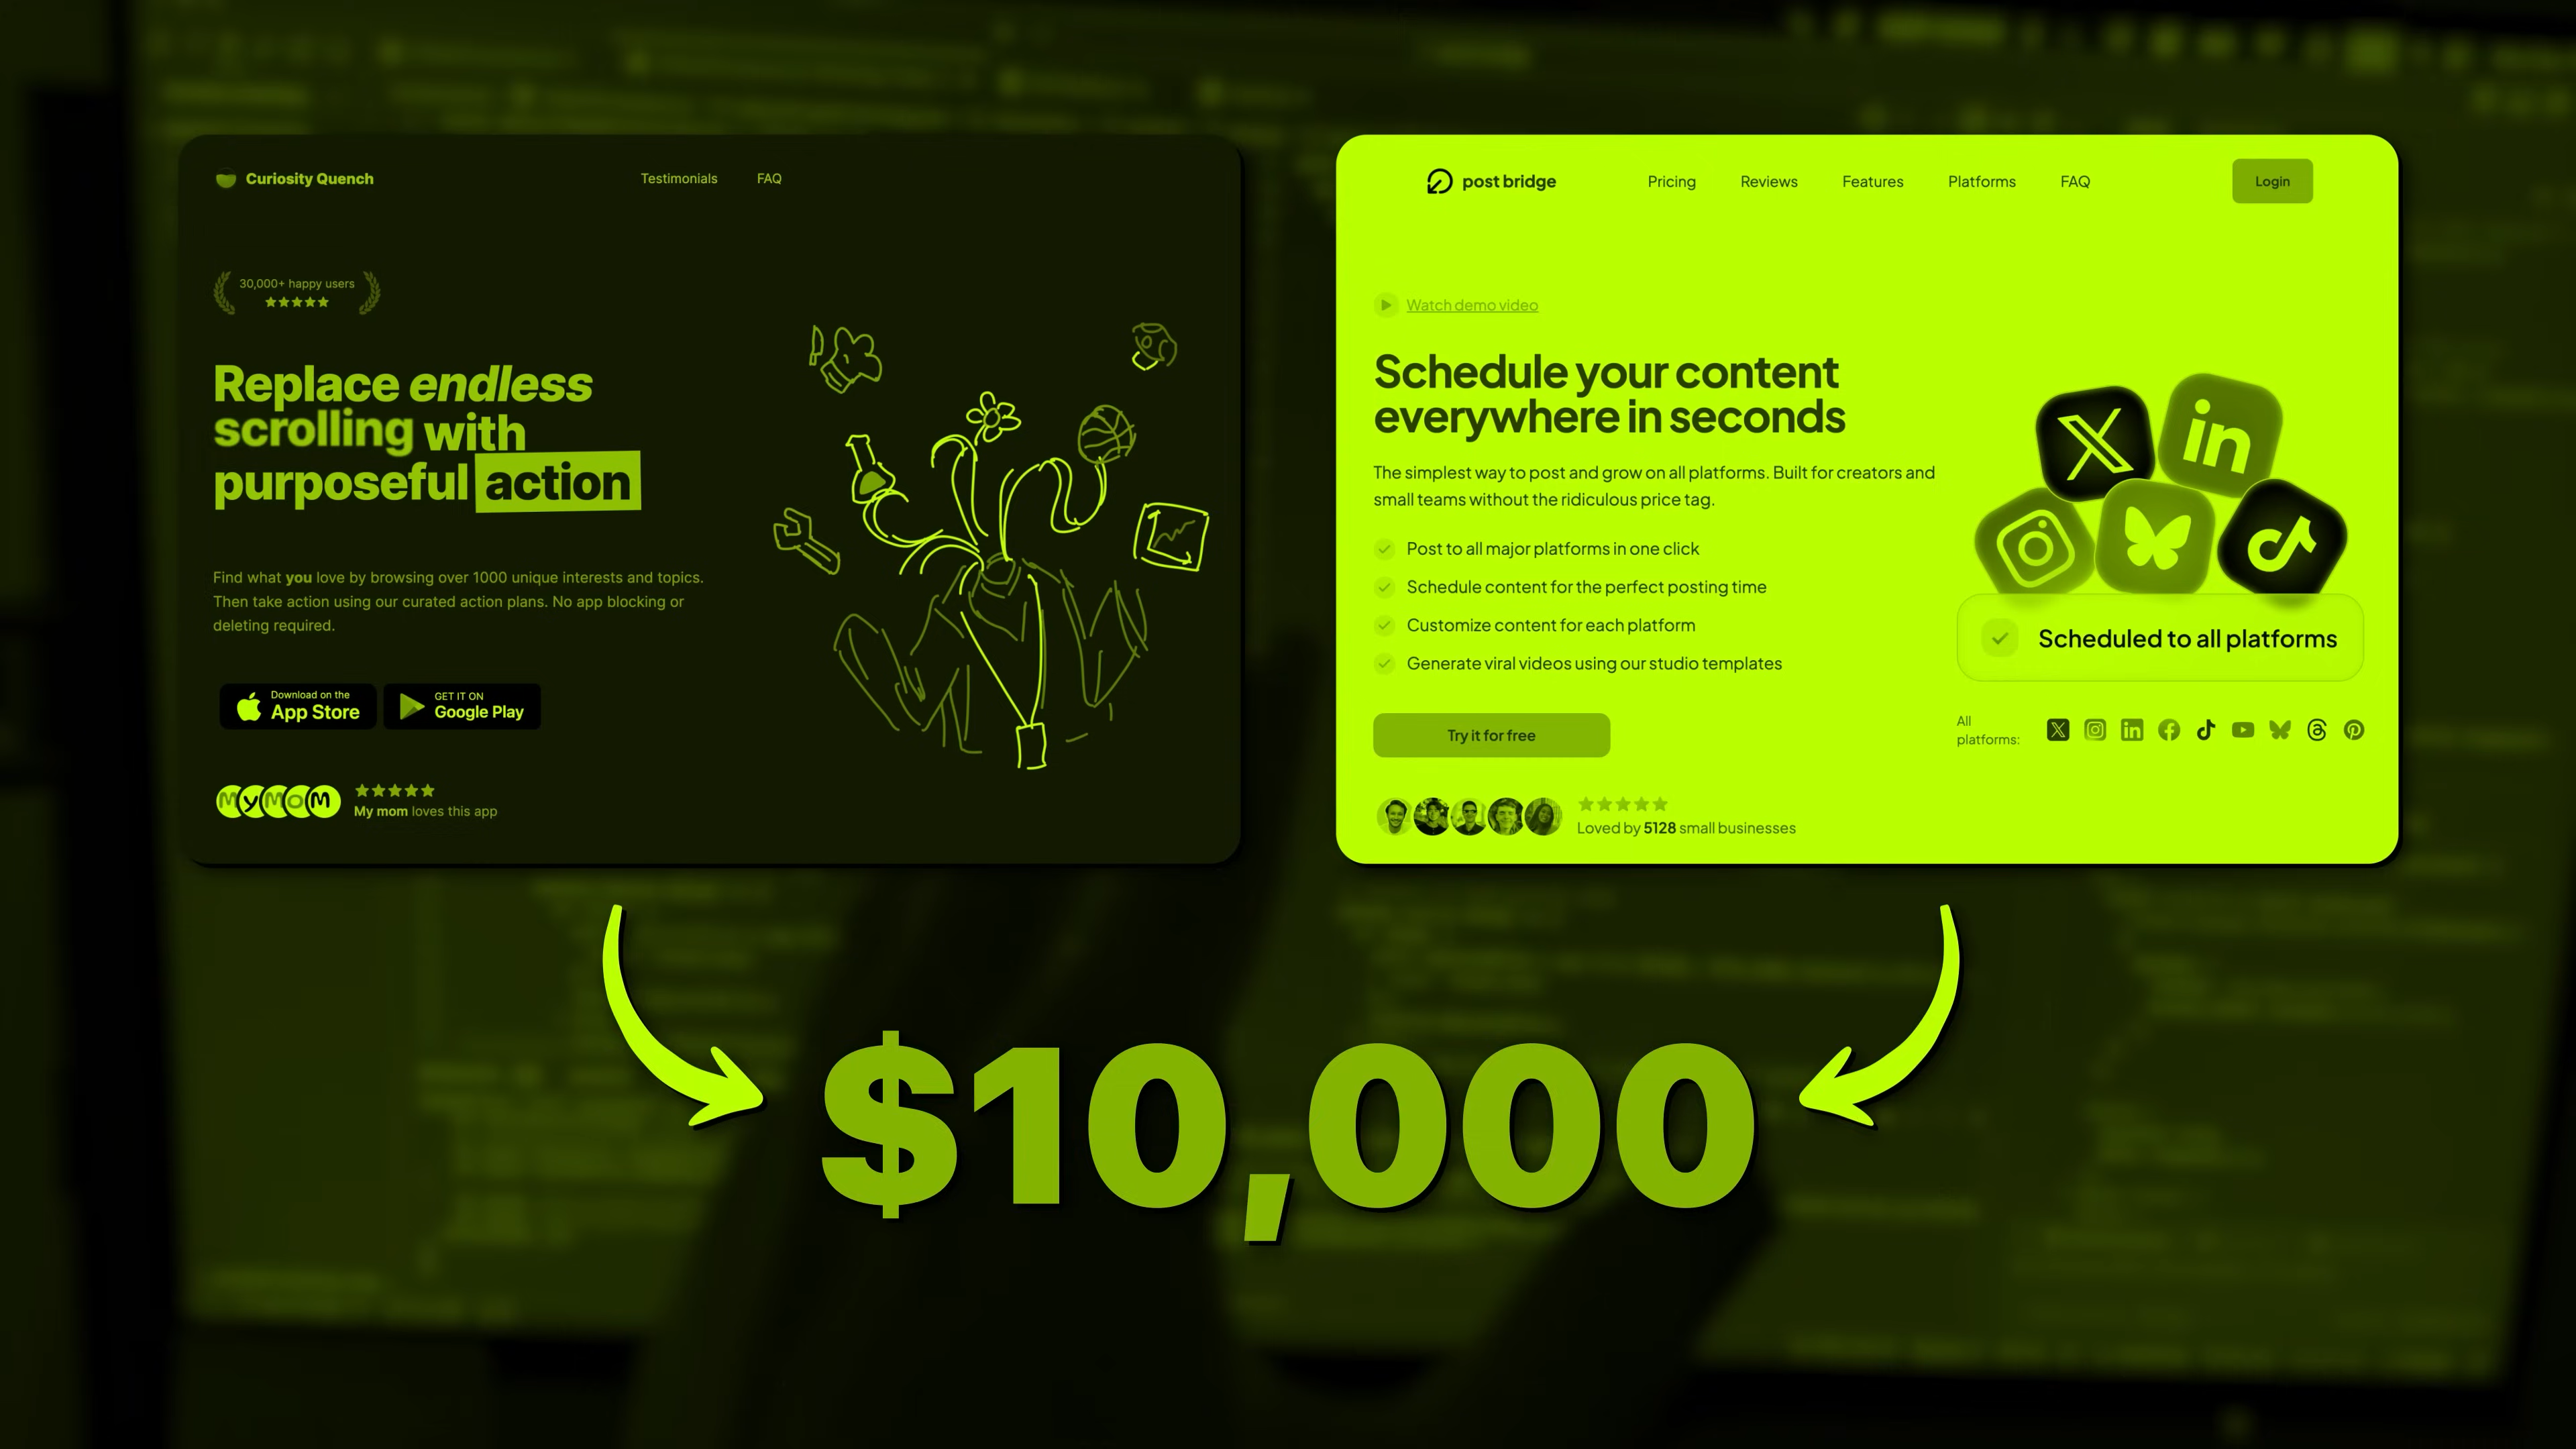 Curiosity Quench
Testimonials
FAQ
30,000+ happy users
Replace endless
scrolling with
purposeful action
Find what you love by browsing over 1000 unique interests and topics.
Then take action using our curated action plans. No app blocking or
deleting required.
Download on the
App Store
GET IT ON
Google Play
MyMoM
My mom loves this app
post bridge
Pricing
Reviews
Features
Platforms
FAQ
Login
Watch demo video
Schedule your content
everywhere in seconds
The simplest way to post and grow on all platforms. Built for creators and
small teams without the ridiculous price tag.
Post to all major platforms in one click
Schedule content for the perfect posting time
Customize content for each platform
Generate viral videos using our studio templates
Try it for free
Loved by 5128 small businesses
in
Scheduled to all platforms
All
platforms:
$10,000